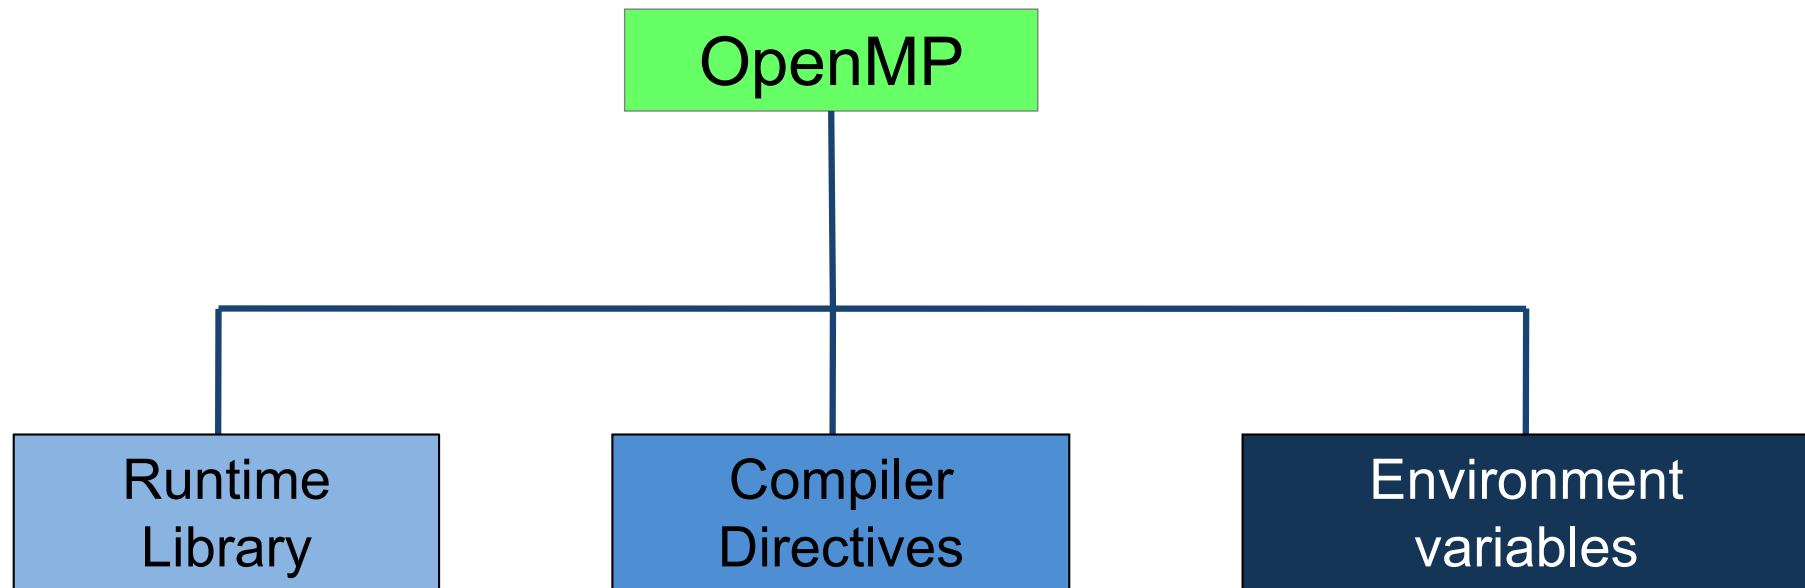 OpenMP
Runtime
Library
Compiler
Directives
Environment
variables